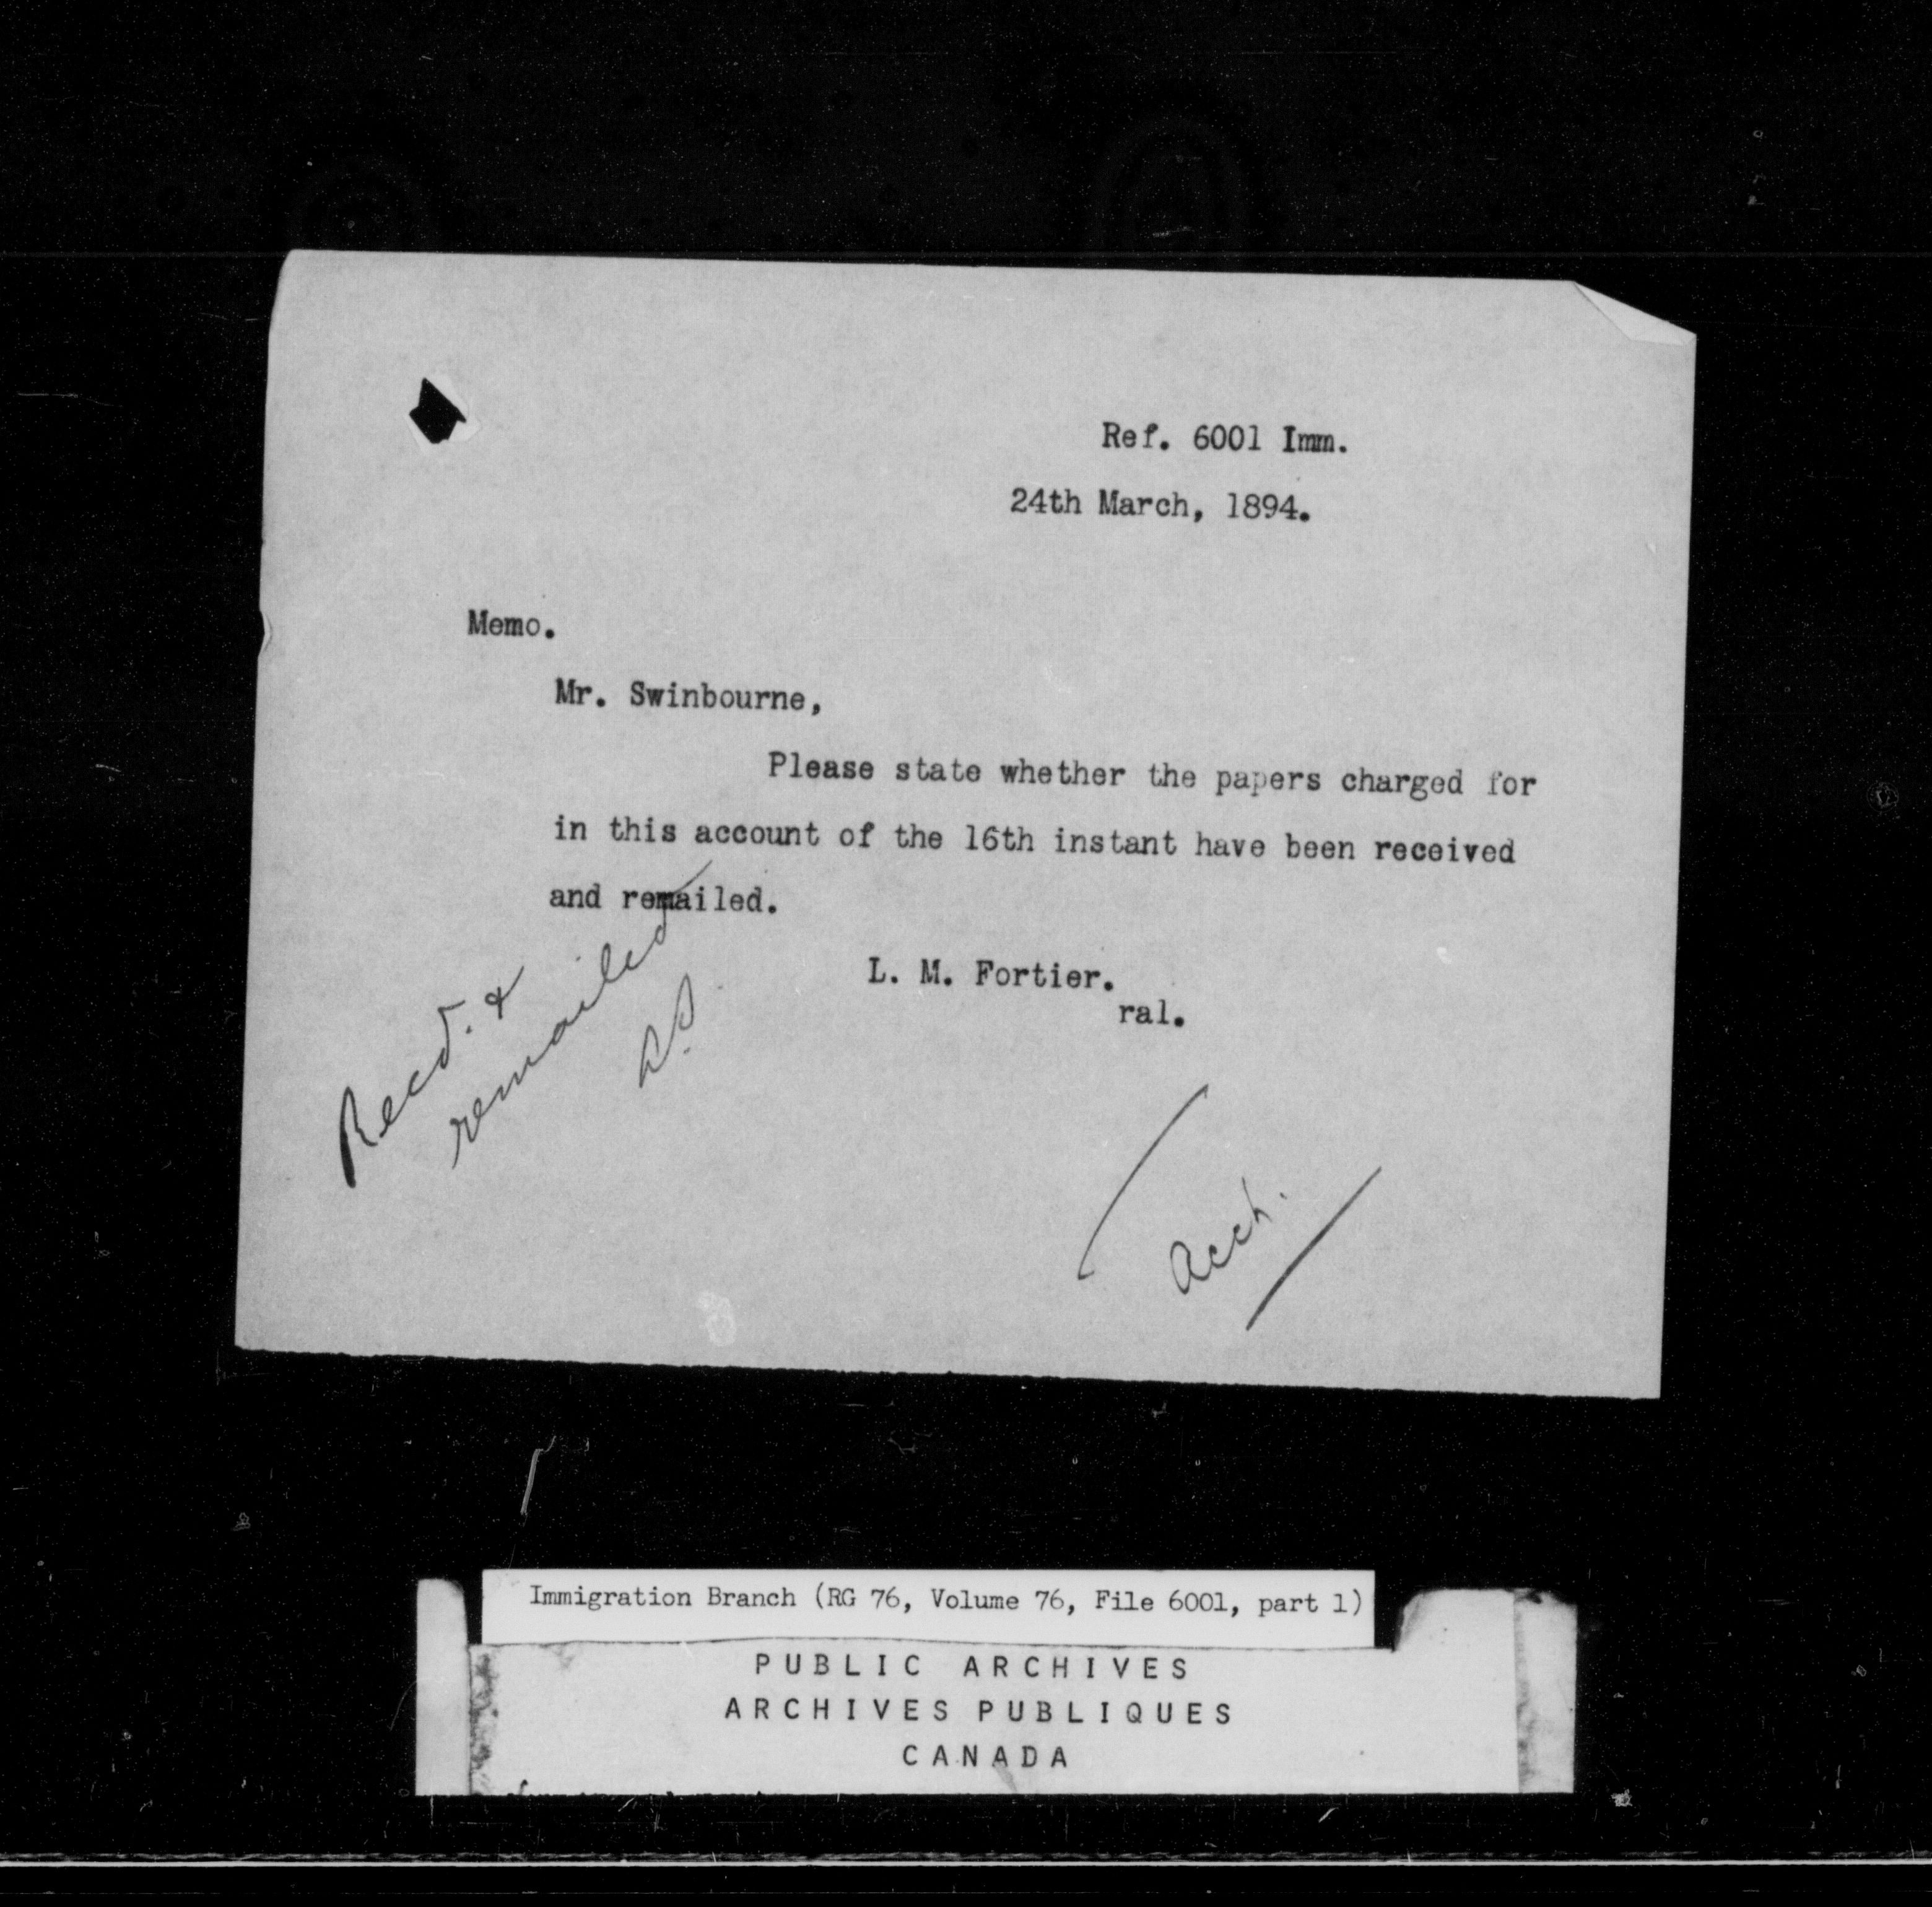 Ref. 6001 Imm.
24th March, 1894.
Memo.
Mr. Swinbourne,
Please state whether the papers charged for
in this account of the 16th instant have been received
and remailed.
L. M. Fortier.
ral.
Recd. &
remailed
Acct.
Immigration Branch (RG 76, Volume 76, File 6001, part 1)
PUBLIC ARCHIVES
ARCHIVES PUBLIQUES
CANADA